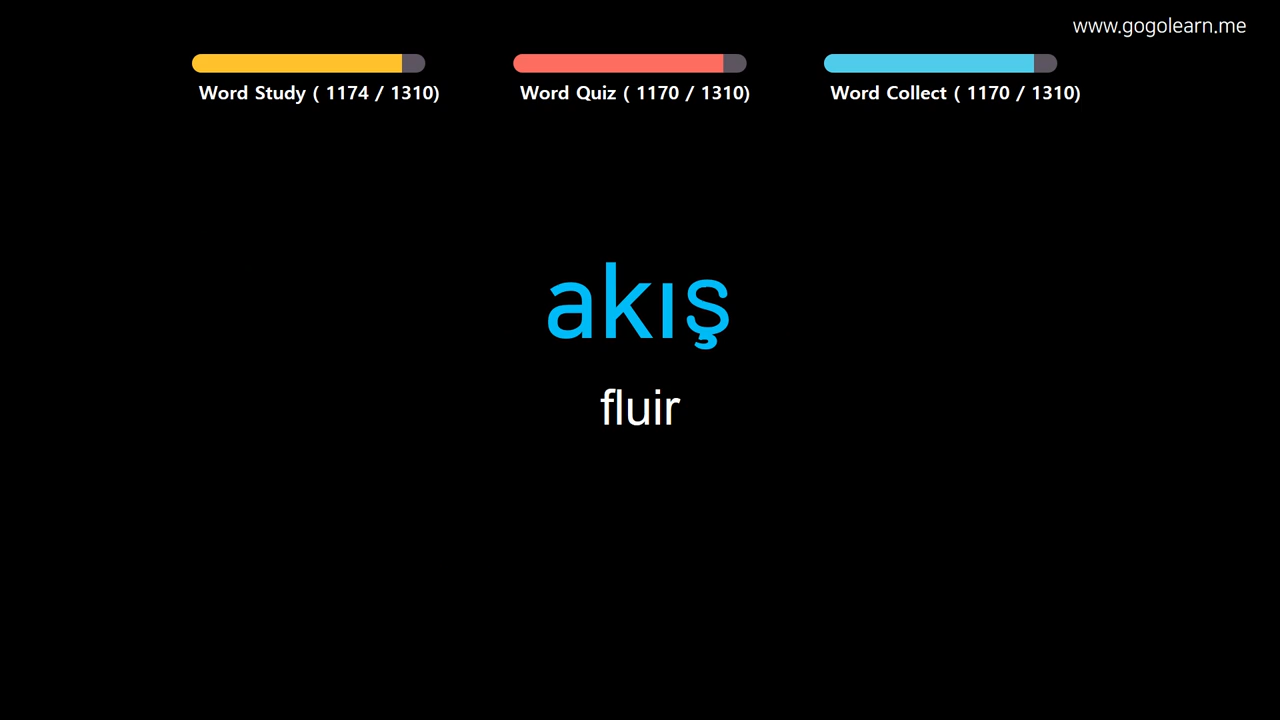 www.gogolearn.me
Word Study ( 1174 / 1310)
Word Quiz ( 1170 / 1310)
Word Collect ( 1170 / 1310)
akış
fluir